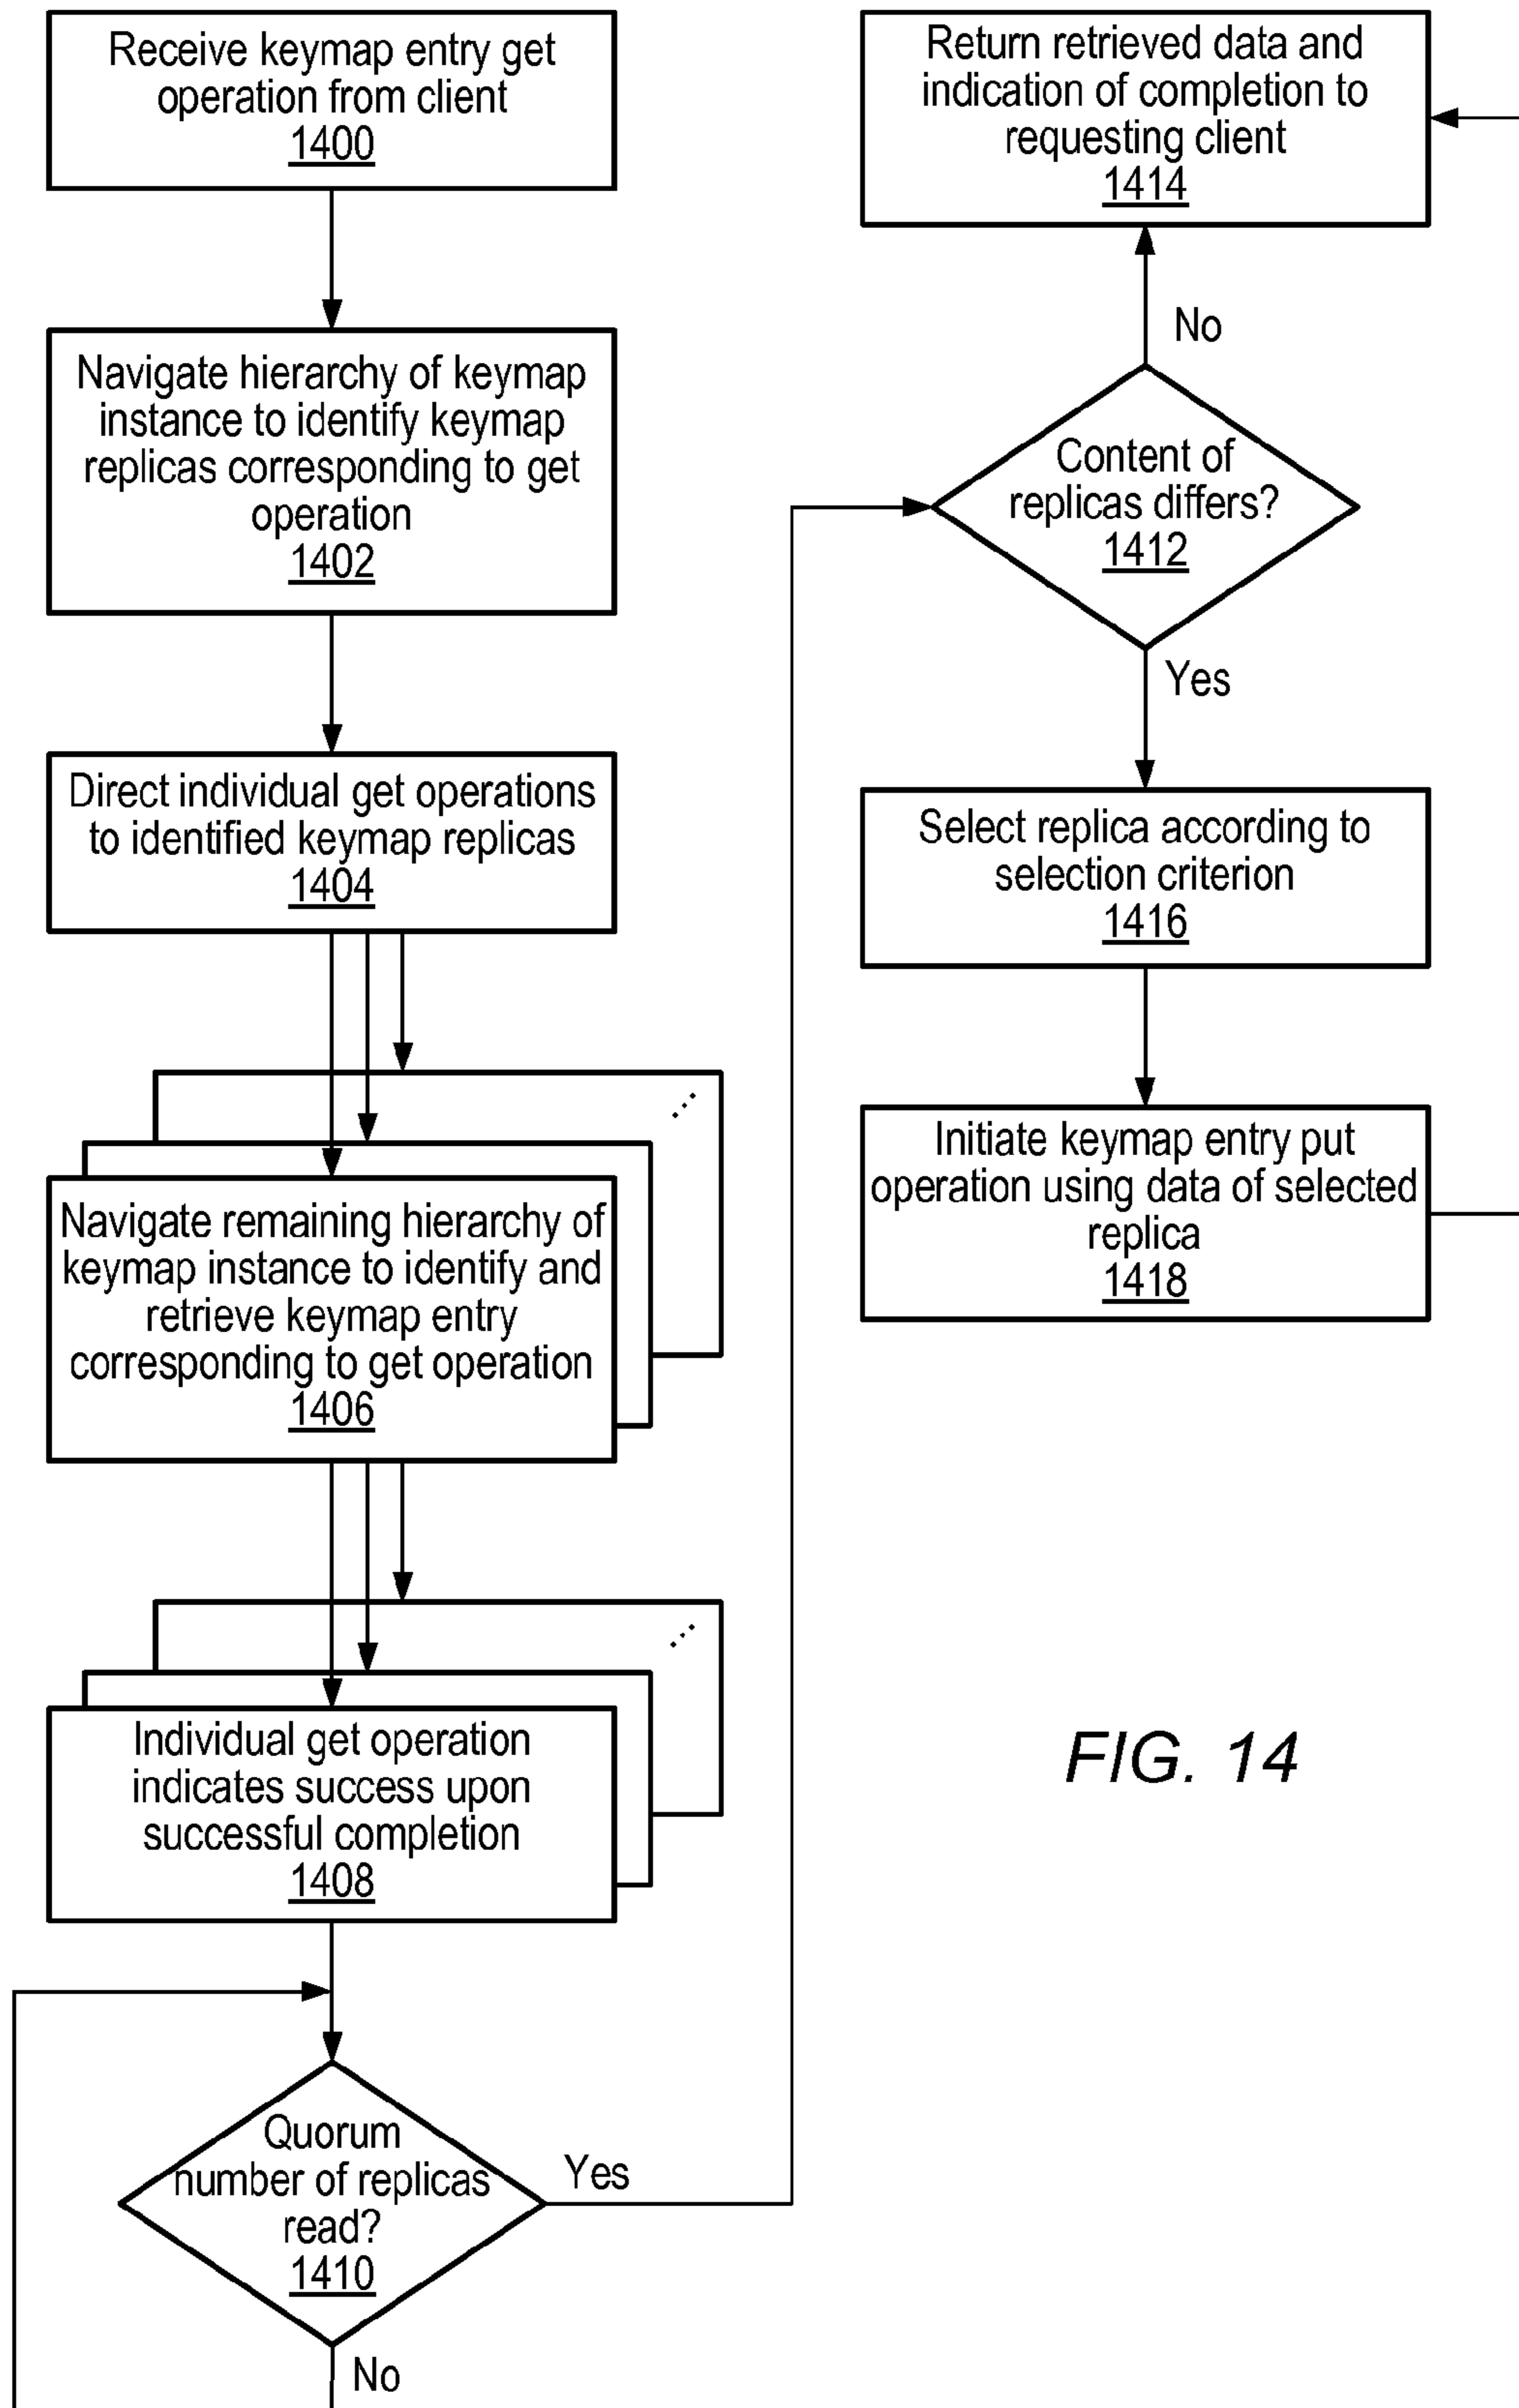 Receive keymap entry get
operation from client
1400
Navigate hierarchy of keymap
instance to identify keymap
replicas corresponding to get
operation
1402
Direct individual get operations
to identified keymap replicas
1404
Navigate remaining hierarchy of
keymap instance to identify and
retrieve keymap entry
corresponding to get operation
1406
Individual get operation
indicates success upon
successful completion
1408
Quorum
number of replicas
read?
1410
Yes
No
Return retrieved data and
indication of completion to
requesting client
1414
No
Content of
replicas differs?
1412
Yes
Select replica according to
selection criterion
1416
Initiate keymap entry put
operation using data of selected
replica
1418
FIG. 14